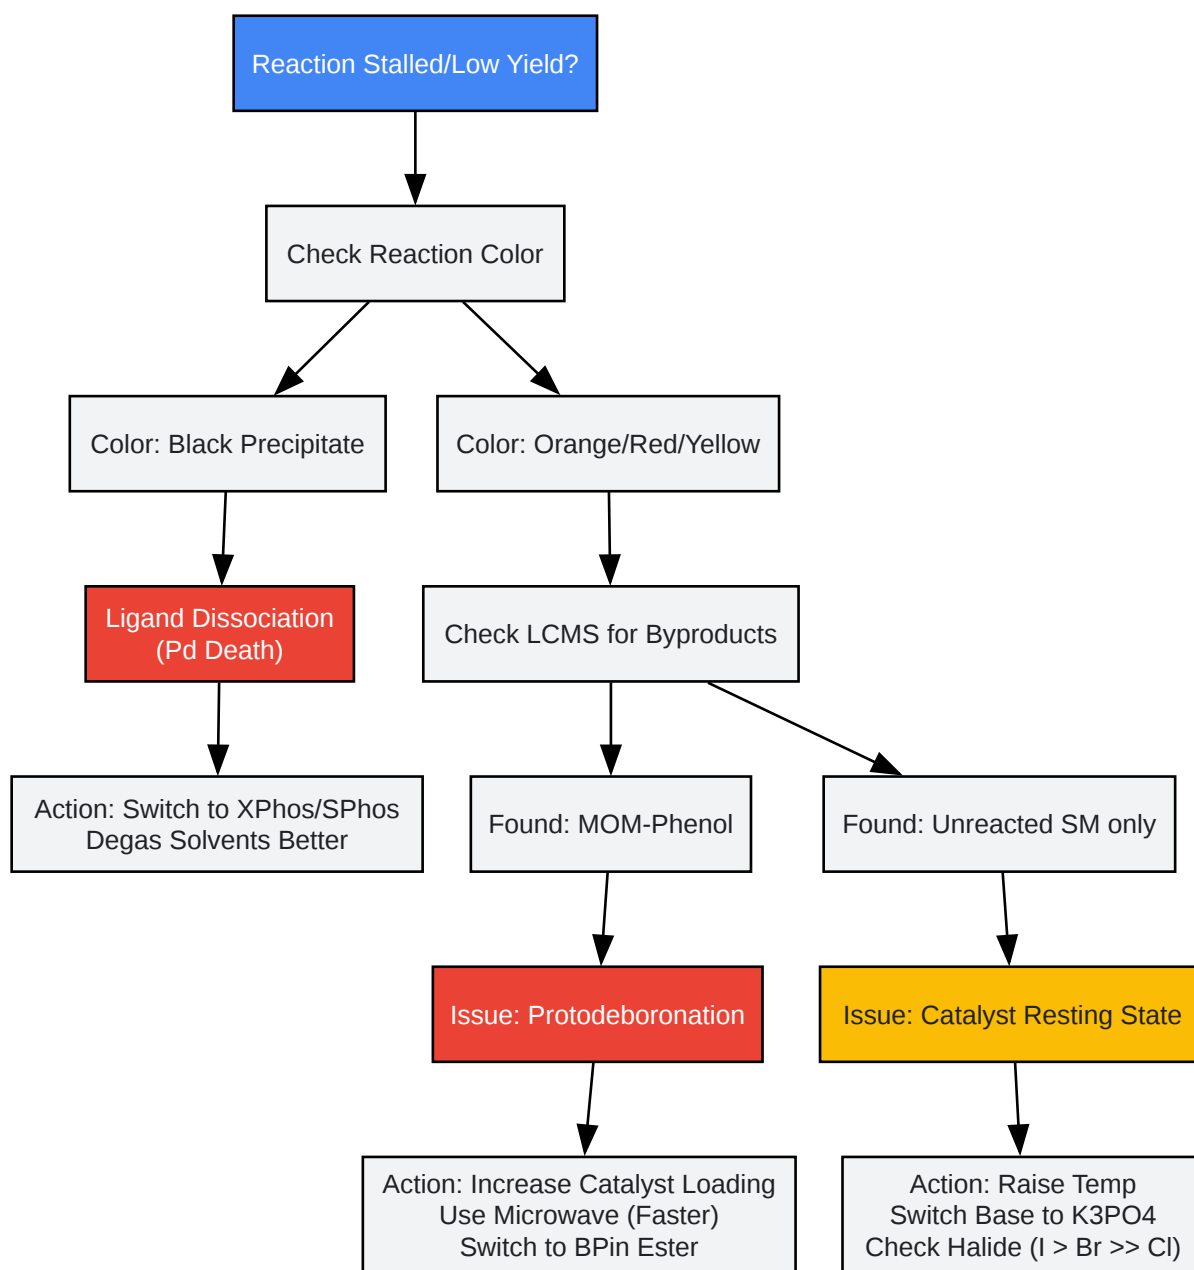 Reaction Stalled/Low Yield?
Check Reaction Color
Color: Black Precipitate
Color: Orange/Red/Yellow
Ligand Dissociation
(Pd Death)
Check LCMS for Byproducts
Action: Switch to XPhos/SPhos
Degas Solvents Better
Found: MOM-Phenol
Found: Unreacted SM only
Issue: Protodeboronation
Issue: Catalyst Resting State
Action: Increase Catalyst Loading
Use Microwave (Faster)
Switch to BPin Ester
Action: Raise Temp
Switch Base to K3PO4
Check Halide (I > Br >> Cl)